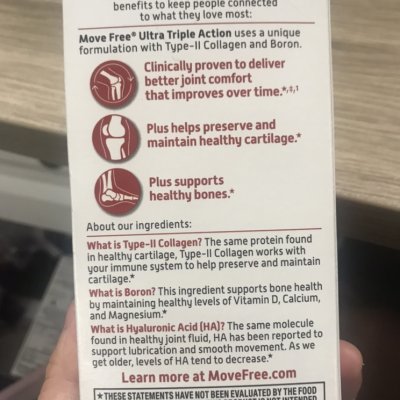 benefits to keep people connected
to what they love most:
Move Free® Ultra Triple Action uses a unique
formulation with Type-II Collagen and Boron.
Clinically proven to deliver
better joint comfort
that improves over time.*,‡,1
Plus helps preserve and
maintain healthy cartilage.*
Plus supports
healthy bones.*
About our ingredients:
What is Type-II Collagen? The same protein found
in healthy cartilage, Type-II Collagen works with
your immune system to help preserve and maintain
cartilage.*
What is Boron? This ingredient supports bone health
by maintaining healthy levels of Vitamin D, Calcium,
and Magnesium.*
What is Hyaluronic Acid (HA)? The same molecule
found in healthy joint fluid, HA has been reported to
support lubrication and smooth movement. As we
get older, levels of HA tend to decrease.*
Learn more at MoveFree.com
*THESE STATEMENTS HAVE NOT BEEN EVALUATED BY THE FOOD